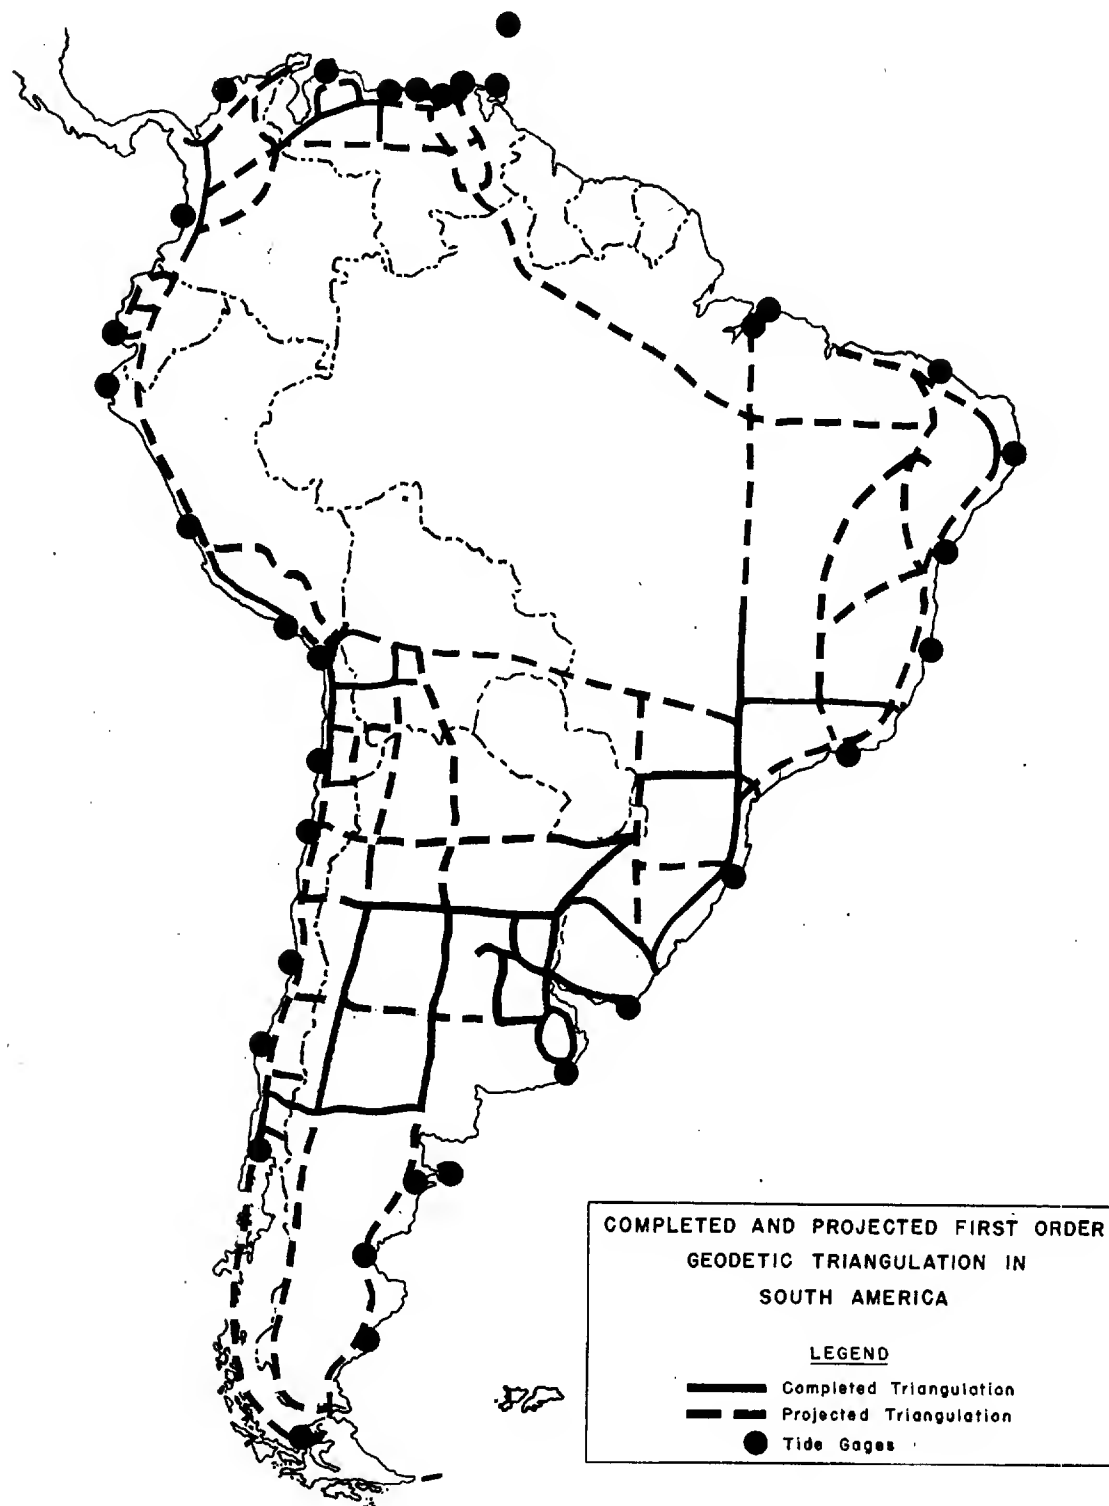 COMPLETED AND PROJECTED FIRST ORDER
GEODETIC TRIANGULATION IN
SOUTH AMERICA
LEGEND
Completed Triangulation
Projected Triangulation
Tide Gages